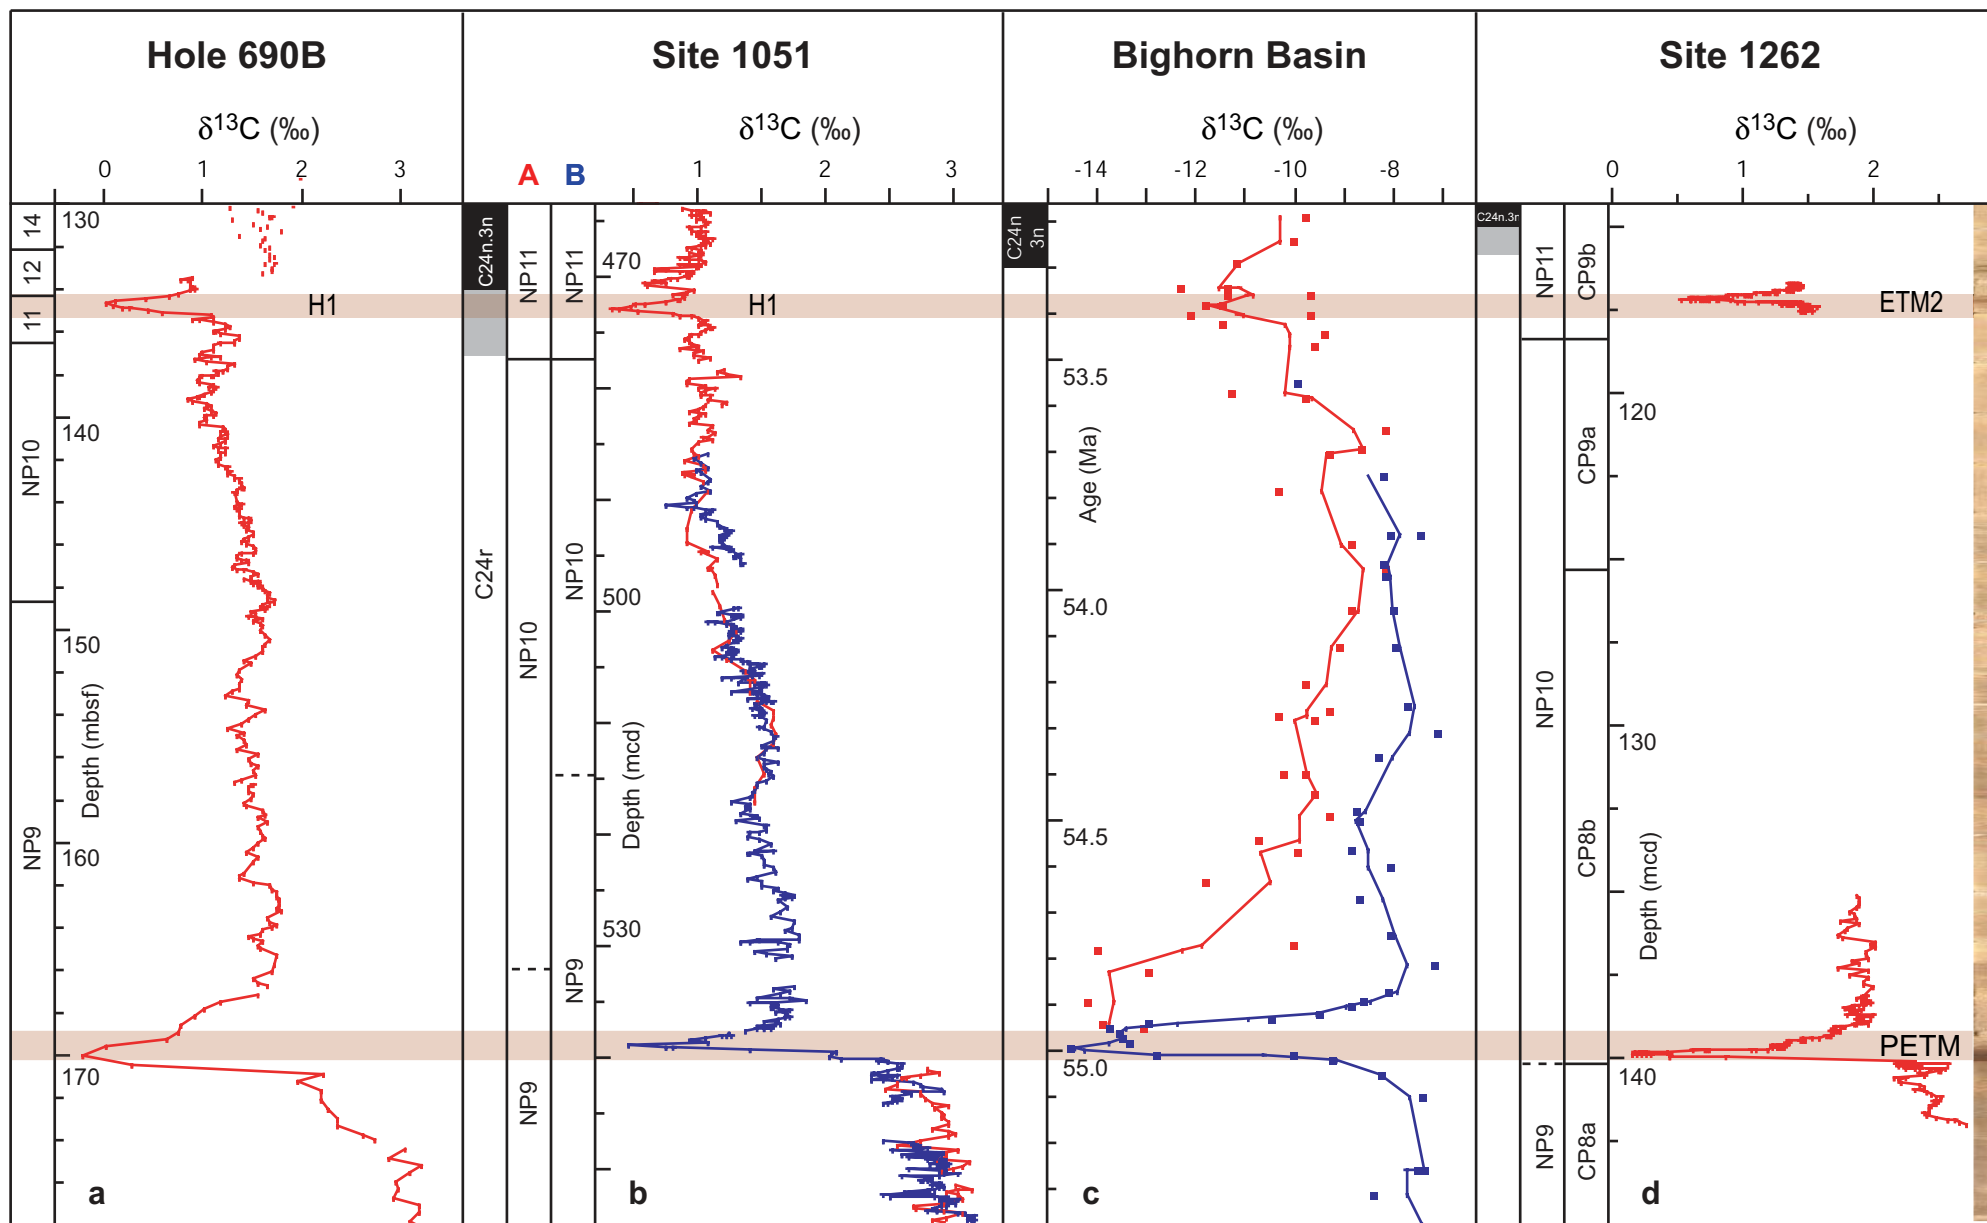 Hole 690B
Site 1051
Bighorn Basin
Site 1262
δ13C (‰)
δ13C (‰)
δ13C (‰)
δ13C (‰)
0 1 2 3
A B
1 2 3
-14 -12 -10 -8
0 1 2
14
12
11
NP10
NP9
130
140
150
160
170
Depth (mbsf)
H1
a
C24n.3n
C24r
NP11
NP10
NP9
NP11
NP10
NP9
470
500
530
Depth (mcd)
H1
b
C24n
3n
53.5
54.0
54.5
55.0
Age (Ma)
c
C24n.3n
NP11
NP10
NP9
CP9b
CP9a
CP8b
CP8a
120
130
140
Depth (mcd)
ETM2
PETM
d